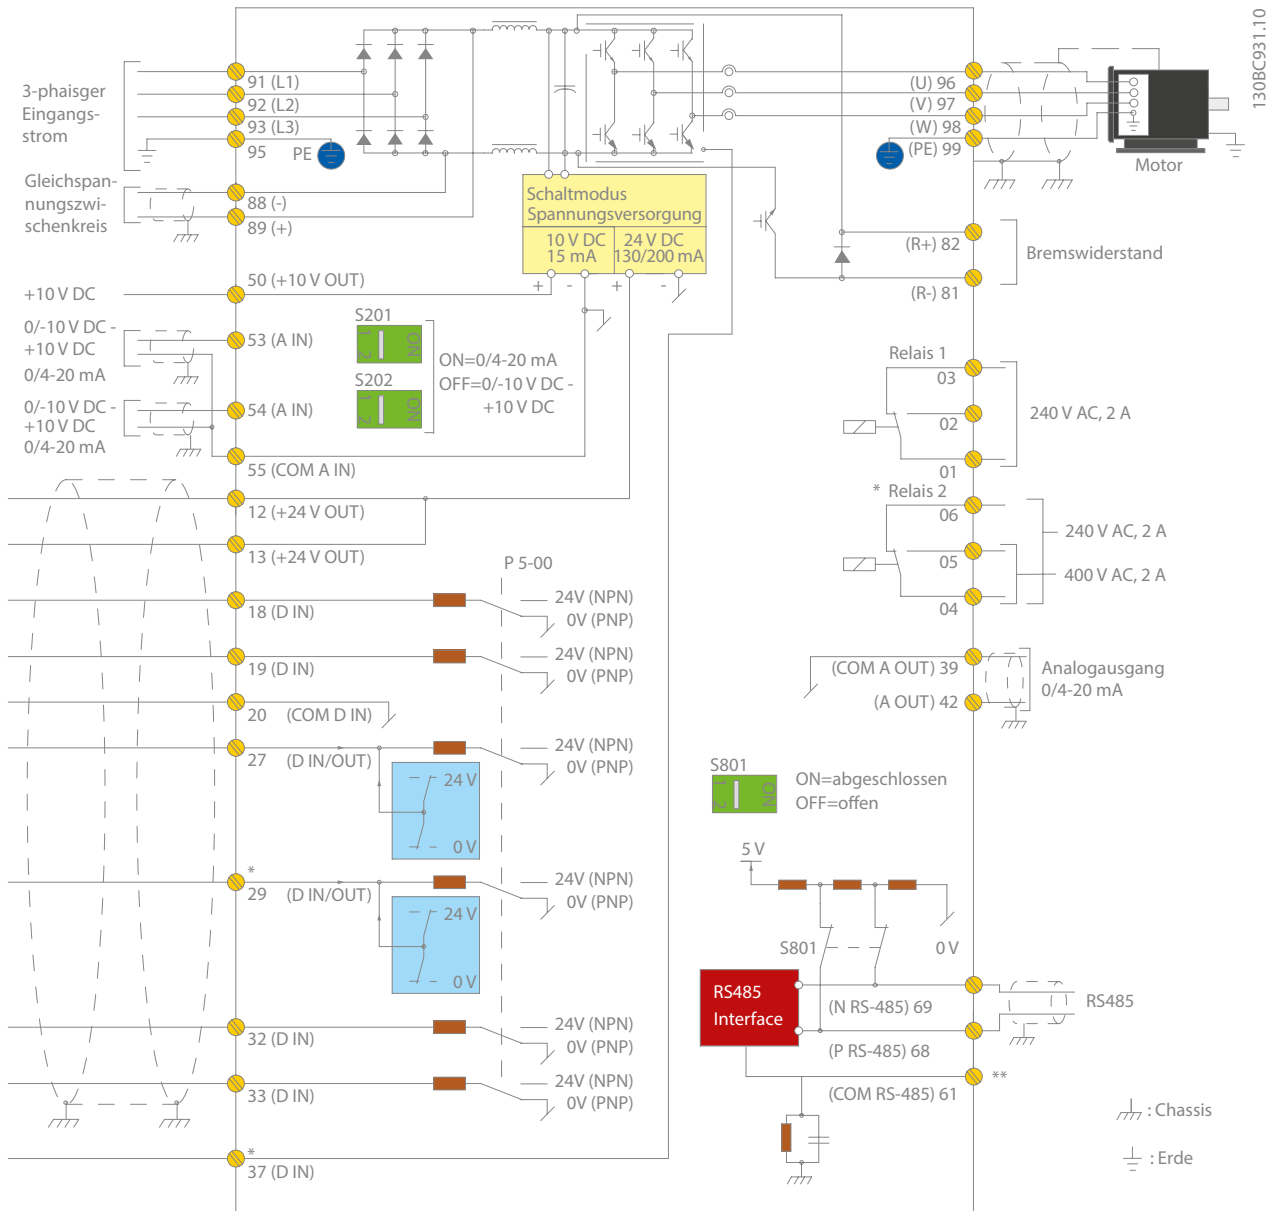 130BC931.10
3-phaisger
Eingangs-
strom
91 (L1)
92 (L2)
93 (L3)
95
PE
Gleichspan-
nungszwi-
schenkreis
88 (-)
89 (+)
Schaltmodus
Spannungsversorgung
10 V DC
15 mA
24 V DC
130/200 mA
+
-
+
-
(U) 96
(V) 97
(W) 98
(PE) 99
Motor
(R+) 82
Bremswiderstand
(R-) 81
+10 V DC
50 (+10 V OUT)
0/-10 V DC -
+10 V DC
0/4-20 mA
53 (A IN)
S201
1
2
ON
S202
1
2
ON
ON=0/4-20 mA
OFF=0/-10 V DC -
+10 V DC
0/-10 V DC -
+10 V DC
0/4-20 mA
54 (A IN)
55 (COM A IN)
12 (+24 V OUT)
13 (+24 V OUT)
P 5-00
18 (D IN)
24V (NPN)
0V (PNP)
19 (D IN)
24V (NPN)
0V (PNP)
20
(COM D IN)
27
(D IN/OUT)
24V (NPN)
0V (PNP)
24 V
0 V
*
29
(D IN/OUT)
24V (NPN)
0V (PNP)
24 V
0 V
32 (D IN)
24V (NPN)
0V (PNP)
33 (D IN)
24V (NPN)
0V (PNP)
*
37 (D IN)
Relais 1
03
02
01
240 V AC, 2 A
* Relais 2
06
05
04
240 V AC, 2 A
400 V AC, 2 A
(COM A OUT) 39
(A OUT) 42
Analogausgang
0/4-20 mA
S801
1
2
ON
ON=abgeschlossen
OFF=offen
5 V
S801
0 V
RS485
Interface
(N RS-485) 69
(P RS-485) 68
(COM RS-485) 61
RS485
**
: Chassis
: Erde